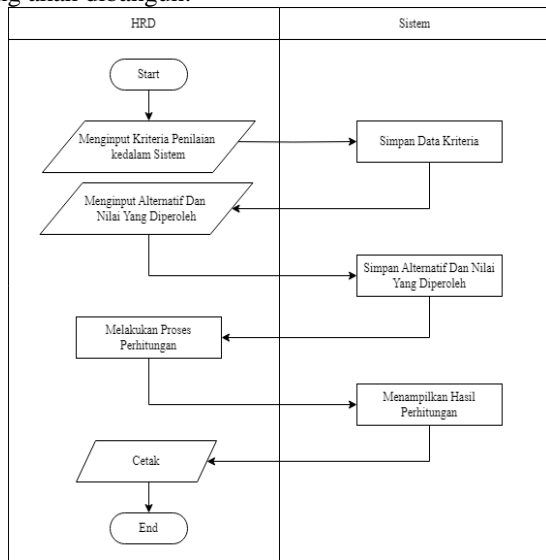 HRD
Sistem
Start
Menginput Kriteria Penilaian
kedalam Sistem
Simpan Data Kriteria
Menginput Alternatif Dan
Nilai Yang Diperoleh
Simpan Alternatif Dan Nilai
Yang Diperoleh
Melakukan Proses
Perhitungan
Menampilkan Hasil
Perhitungan
Cetak
End